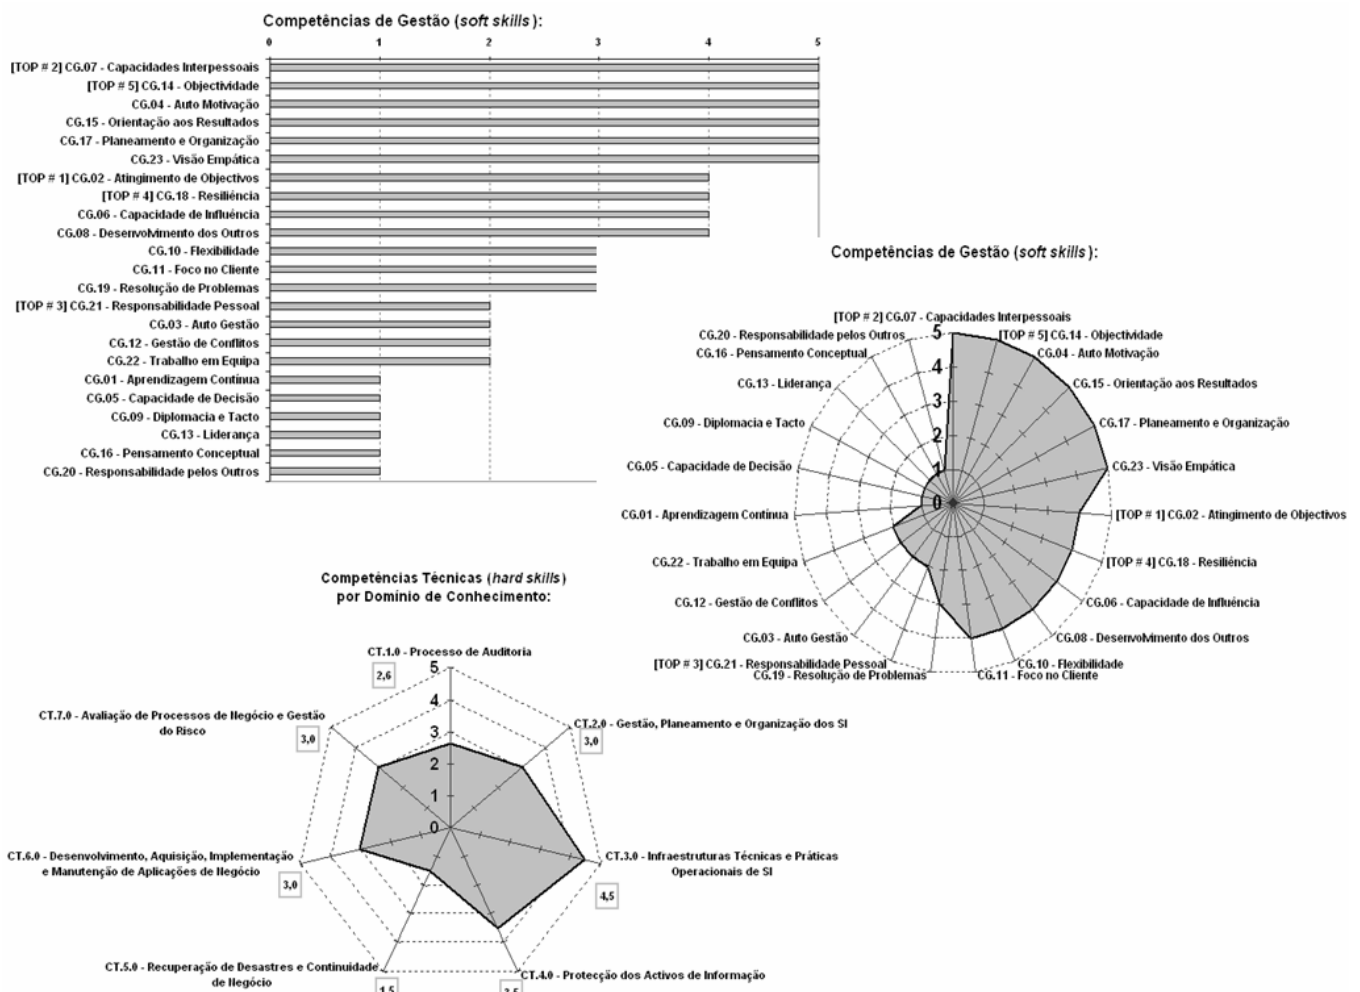 Competências de Gestão (soft skills):
0 1 2 3 4 5
[TOP # 2] CG.07 - Capacidades Interpessoais
[TOP # 5] CG.14 - Objectividade
CG.04 - Auto Motivação
CG.15 - Orientação aos Resultados
CG.17 - Planeamento e Organização
CG.23 - Visão Empática
[TOP # 1] CG.02 - Atingimento de Objectivos
[TOP # 4] CG.18 - Resiliência
CG.06 - Capacidade de Influência
CG.08 - Desenvolvimento dos Outros
CG.10 - Flexibilidade
CG.11 - Foco no Cliente
CG.19 - Resolução de Problemas
[TOP # 3] CG.21 - Responsabilidade Pessoal
CG.03 - Auto Gestão
CG.12 - Gestão de Conflitos
CG.22 - Trabalho em Equipa
CG.01 - Aprendizagem Contínua
CG.05 - Capacidade de Decisão
CG.09 - Diplomacia e Tacto
CG.13 - Liderança
CG.16 - Pensamento Conceptual
CG.20 - Responsabilidade pelos Outros
Competências de Gestão (soft skills):
[TOP # 2] CG.07 - Capacidades Interpessoais
[TOP # 5] CG.14 - Objectividade
CG.04 - Auto Motivação
CG.15 - Orientação aos Resultados
CG.17 - Planeamento e Organização
CG.23 - Visão Empática
[TOP # 1] CG.02 - Atingimento de Objectivos
[TOP # 4] CG.18 - Resiliência
CG.06 - Capacidade de Influência
CG.08 - Desenvolvimento dos Outros
CG.10 - Flexibilidade
CG.11 - Foco no Cliente
CG.19 - Resolução de Problemas
[TOP # 3] CG.21 - Responsabilidade Pessoal
CG.03 - Auto Gestão
CG.12 - Gestão de Conflitos
CG.22 - Trabalho em Equipa
CG.01 - Aprendizagem Contínua
CG.05 - Capacidade de Decisão
CG.09 - Diplomacia e Tacto
CG.13 - Liderança
CG.16 - Pensamento Conceptual
CG.20 - Responsabilidade pelos Outros
5
4
3
2
1
0
Competências Técnicas (hard skills)
por Domínio de Conhecimento:
CT.1.0 - Processo de Auditoria
2,6
CT.2.0 - Gestão, Planeamento e Organização dos SI
3,0
CT.3.0 - Infraestruturas Técnicas e Práticas
Operacionais de SI
4,5
CT.4.0 - Protecção dos Activos de Informação
3,5
CT.5.0 - Recuperação de Desastres e Continuidade
de Negócio
1,5
CT.6.0 - Desenvolvimento, Aquisição, Implementação
e Manutenção de Aplicações de Negócio
3,0
CT.7.0 - Avaliação de Processos de Negócio e Gestão
do Risco
3,0
5
4
3
2
1
0